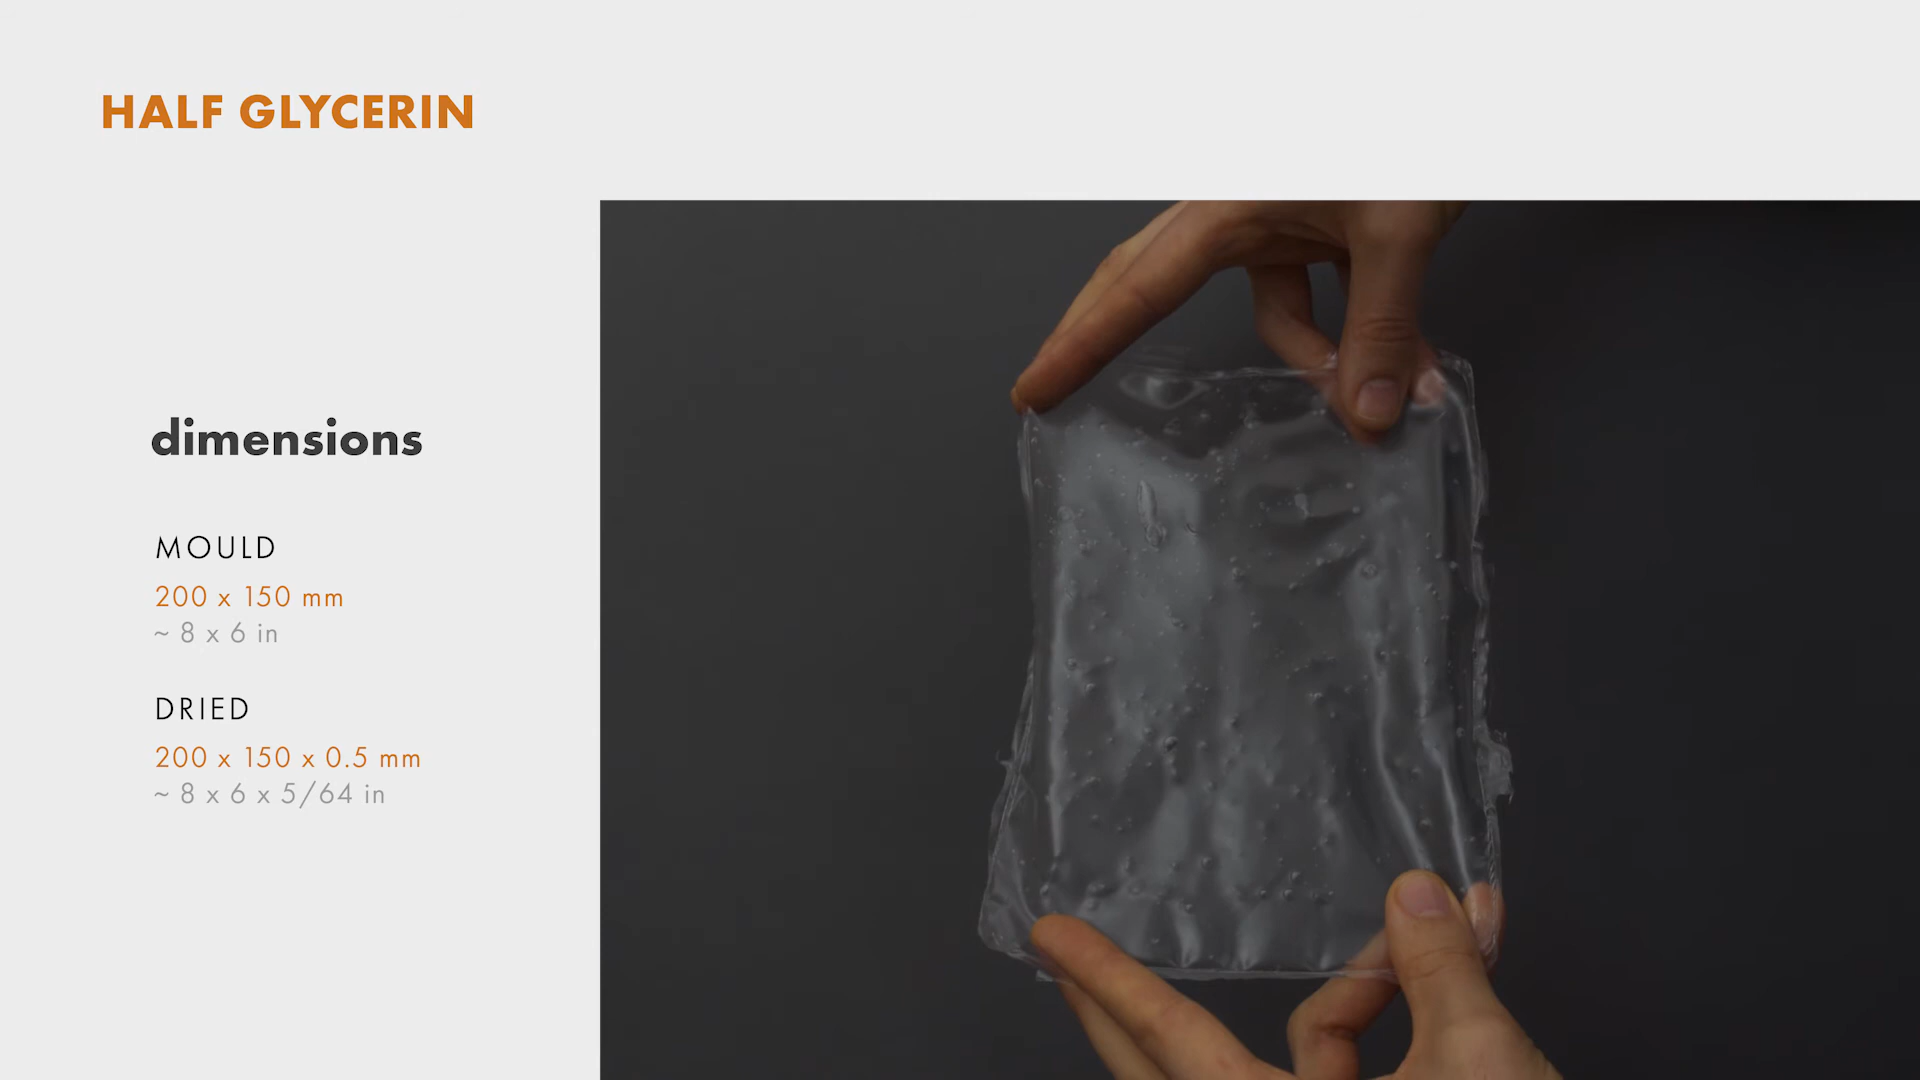 HALF GLYCERIN
dimensions
MOULD
200 x 150 mm
~ 8 x 6 in
DRIED
200 x 150 x 0.5 mm
~ 8 x 6 x 5/64 in